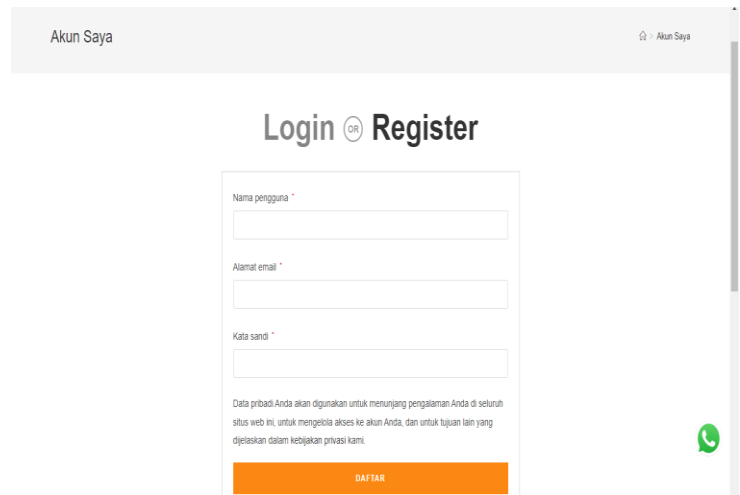 Akun Saya
> Akun Saya
Login OR Register
Nama pengguna *
Alamat email *
Kata sandi *
Data pribadi Anda akan digunakan untuk menunjang pengalaman Anda di seluruh
situs web ini, untuk mengelola akses ke akun Anda, dan untuk tujuan lain yang
dijelaskan dalam kebijakan privasi kami.
DAFTAR